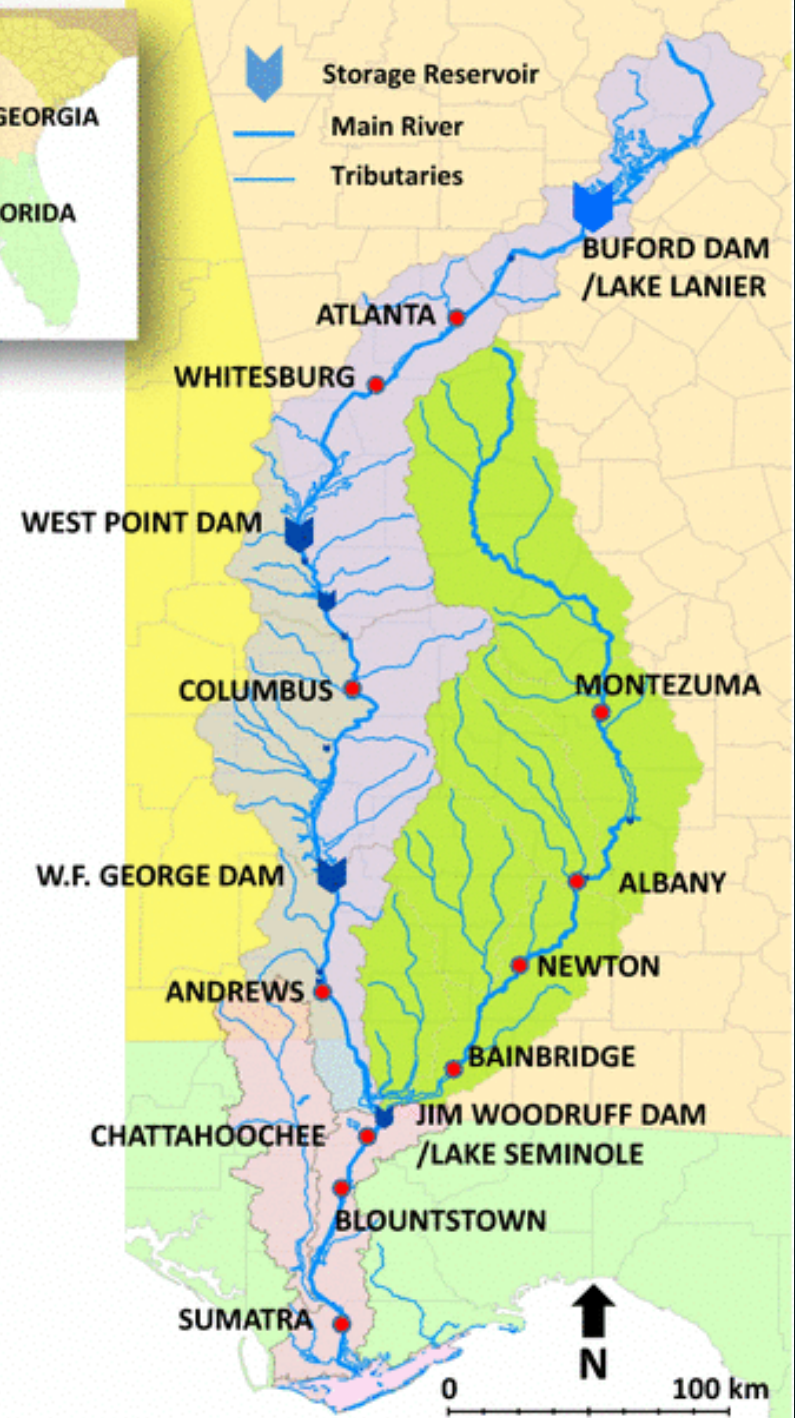 GEORGIA
ORIDA
Storage Reservoir
Main River
Tributaries
BUFORD DAM
/LAKE LANIER
ATLANTA
WHITESBURG
WEST POINT DAM
COLUMBUS
MONTEZUMA
W.F. GEORGE DAM
ALBANY
NEWTON
ANDREWS
BAINBRIDGE
JIM WOODRUFF DAM
/LAKE SEMINOLE
CHATTAHOOCHEE
BLOUNTSTOWN
SUMATRA
N
0 100 km